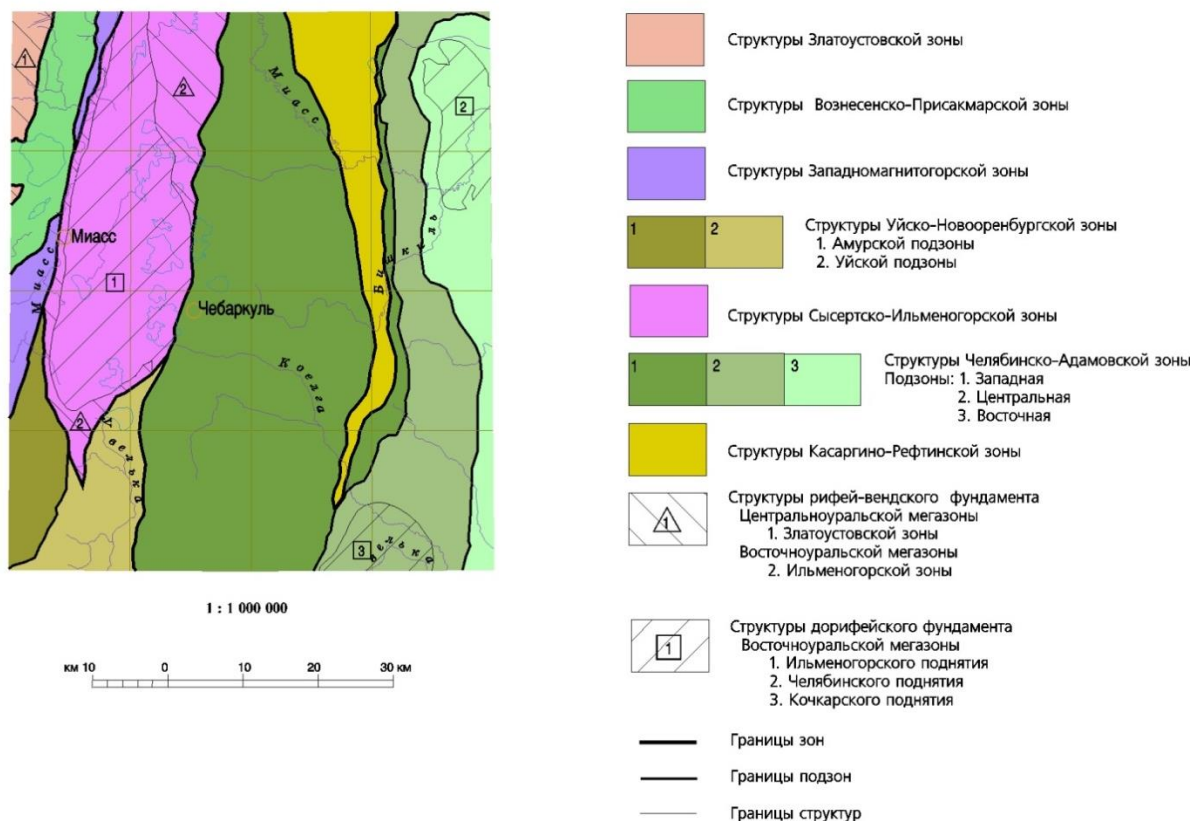 1
2
Миасс
2
Миасс
Миасс
1
Бишкиль
Чебаркуль
Коелга
2
Увелька
3
велька
1 : 1 000 000
км 10 0 10 20 30 км
Структуры Златоустовской зоны
Структуры Вознесенско-Присакмарской зоны
Структуры Западномагнитогорской зоны
1 2
Структуры Уйско-Новооренбургской зоны
1. Амурской подзоны
2. Уйской подзоны
Структуры Сысертско-Ильменогорской зоны
1 2 3
Структуры Челябинско-Адамовской зоны
Подзоны: 1. Западная
2. Центральная
3. Восточная
Структуры Касаргино-Рефтинской зоны
1
Структуры рифей-вендского фундамента
Центральноуральской мегазоны
1. Златоустовской зоны
Восточноуральской мегазоны
2. Ильменогорской зоны
1
Структуры дорифейского фундамента
Восточноуральской мегазоны
1. Ильменогорского поднятия
2. Челябинского поднятия
3. Кочкарского поднятия
Границы зон
Границы подзон
Границы структур